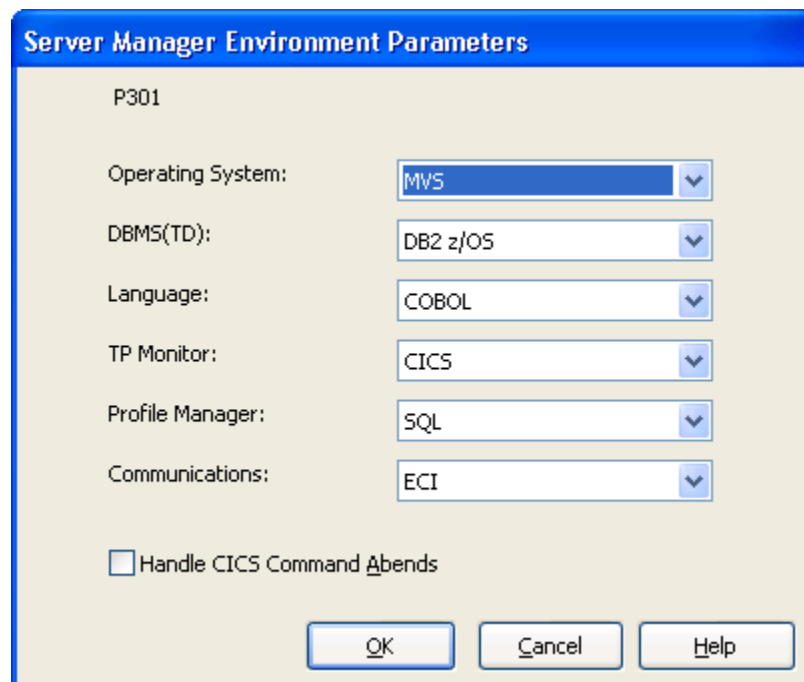 Server Manager Environment Parameters
P301
Operating System: MVS
DBMS(TD): DB2 z/OS
Language: COBOL
TP Monitor: CICS
Profile Manager: SQL
Communications: ECI
Handle CICS Command Abends
OK Cancel Help